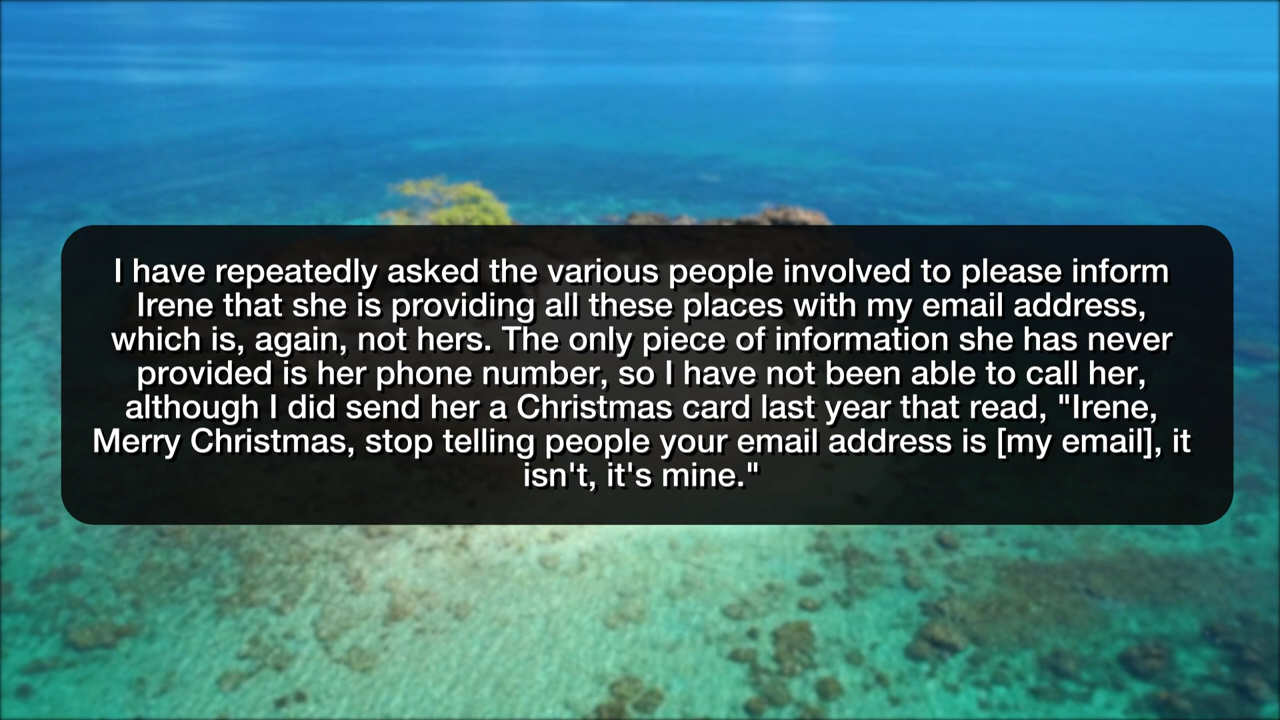 I have repeatedly asked the various people involved to please inform
Irene that she is providing all these places with my email address,
which is, again, not hers. The only piece of information she has never
provided is her phone number, so I have not been able to call her,
although I did send her a Christmas card last year that read, "Irene,
Merry Christmas, stop telling people your email address is [my email], it
isn't, it's mine."